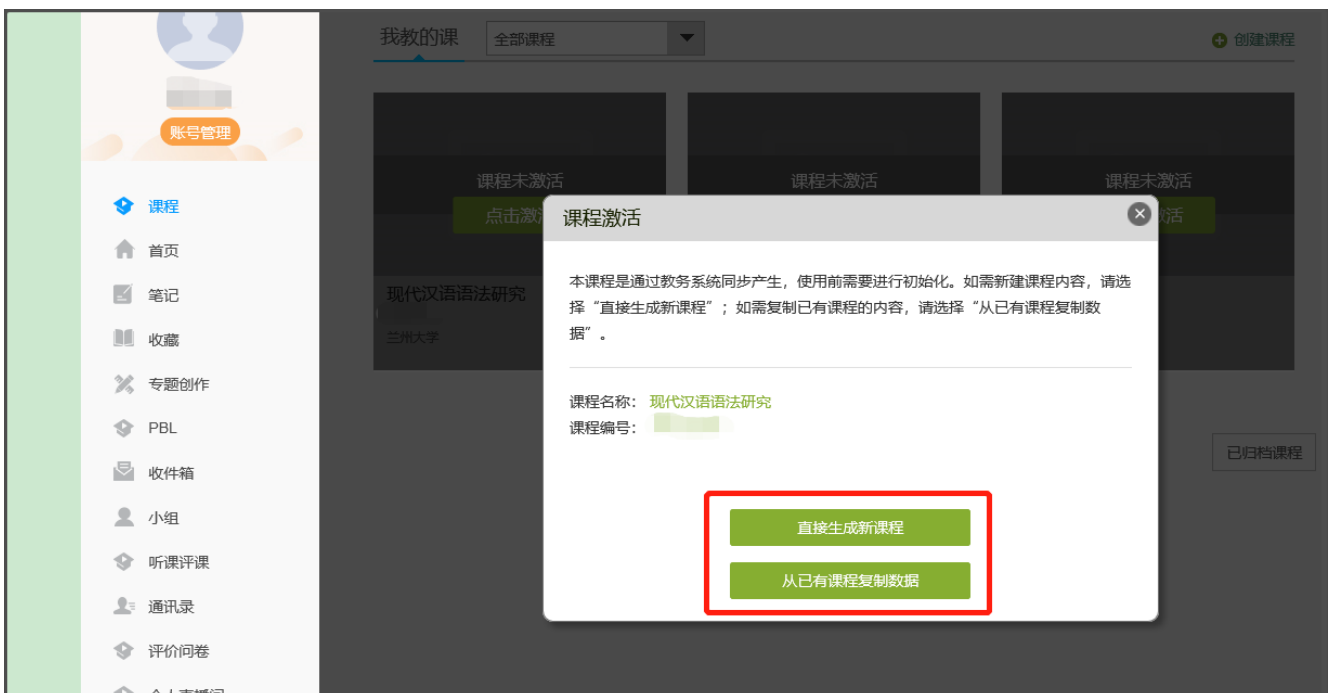 我教的课 全部课程 创建课程
账号管理
课程
首页
笔记
收藏
专题创作
PBL
收件箱
小组
听课评课
通讯录
评价问卷
课程未激活 课程未激活 课程未激活
点击激
活
现代汉语语法研究
兰州大学
课程激活
本课程是通过教务系统同步产生，使用前需要进行初始化。如需新建课程内容，请选
择“直接生成新课程”；如需复制已有课程的内容，请选择“从已有课程复制数
据”。
课程名称： 现代汉语语法研究
课程编号：
直接生成新课程
从已有课程复制数据
已归档课程